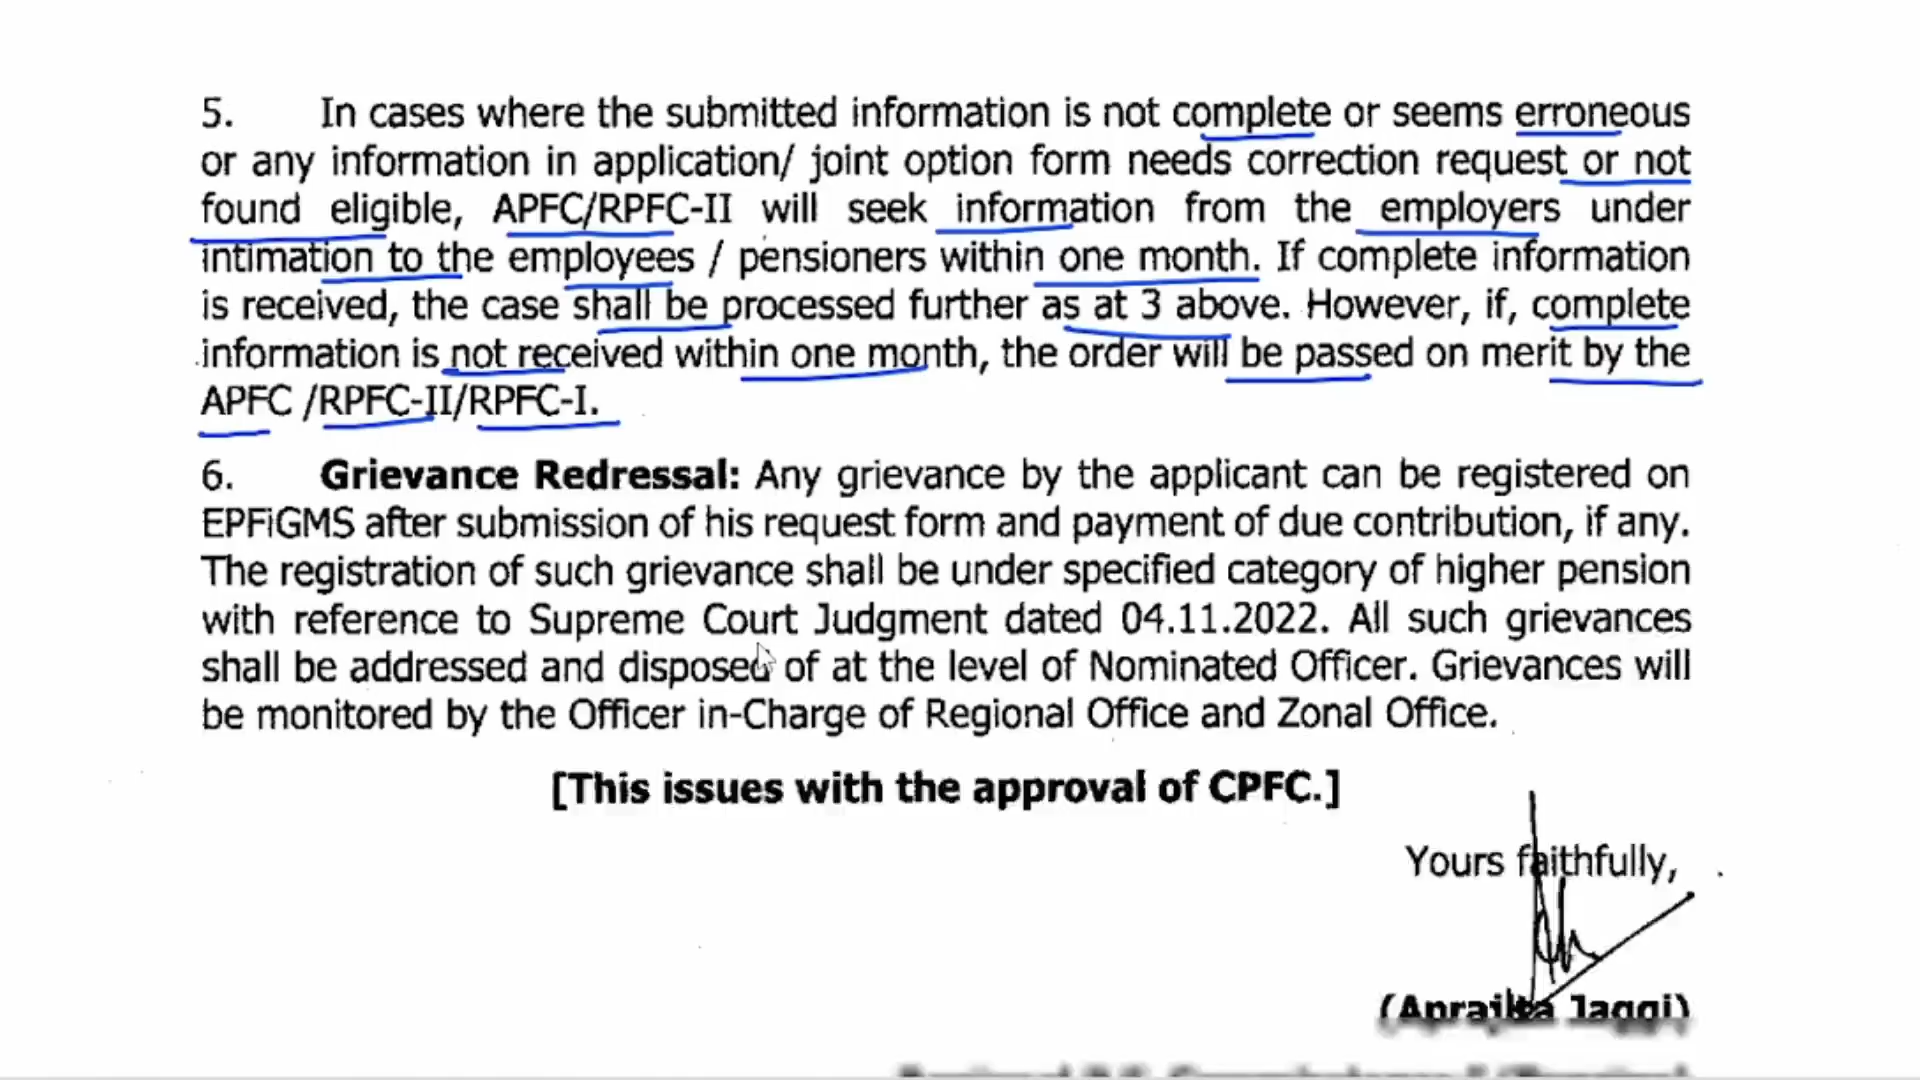 5. In cases where the submitted information is not complete or seems erroneous
or any information in application/ joint option form needs correction request or not
found eligible, APFC/RPFC-II will seek information from the employers under
intimation to the employees / pensioners within one month. If complete information
is received, the case shall be processed further as at 3 above. However, if, complete
information is not received within one month, the order will be passed on merit by the
APFC /RPFC-II/RPFC-I.
6. Grievance Redressal: Any grievance by the applicant can be registered on
EPFiGMS after submission of his request form and payment of due contribution, if any.
The registration of such grievance shall be under specified category of higher pension
with reference to Supreme Court Judgment dated 04.11.2022. All such grievances
shall be addressed and disposed of at the level of Nominated Officer. Grievances will
be monitored by the Officer in-Charge of Regional Office and Zonal Office.
[This issues with the approval of CPFC.]
Yours faithfully,
(Aprajita Jaggi)